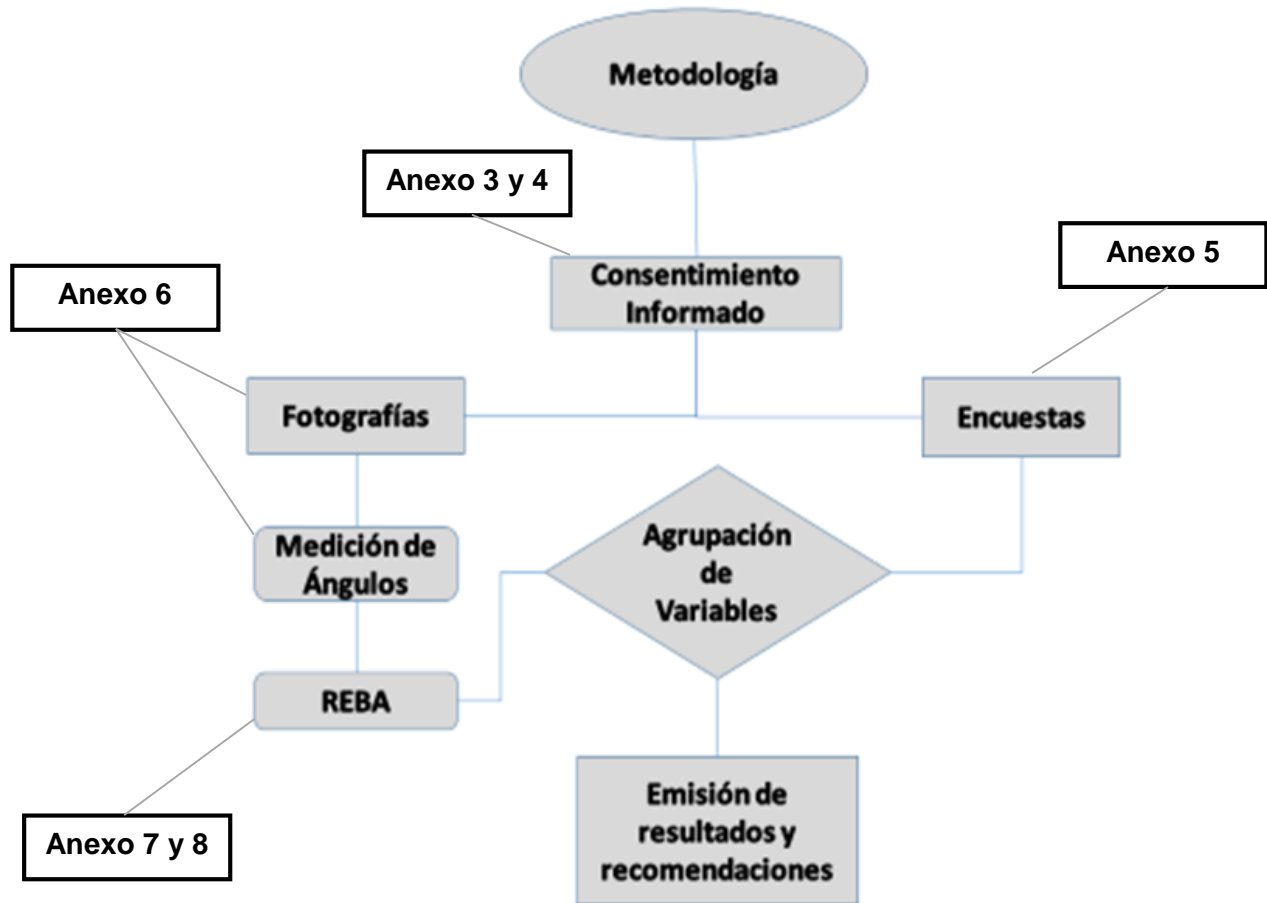 Metodología
Anexo 3 y 4
Consentimiento
Informado
Anexo 5
Anexo 6
Fotografías
Encuestas
Medición de
Ángulos
Agrupación
de
Variables
REBA
Anexo 7 y 8
Emisión de
resultados y
recomendaciones